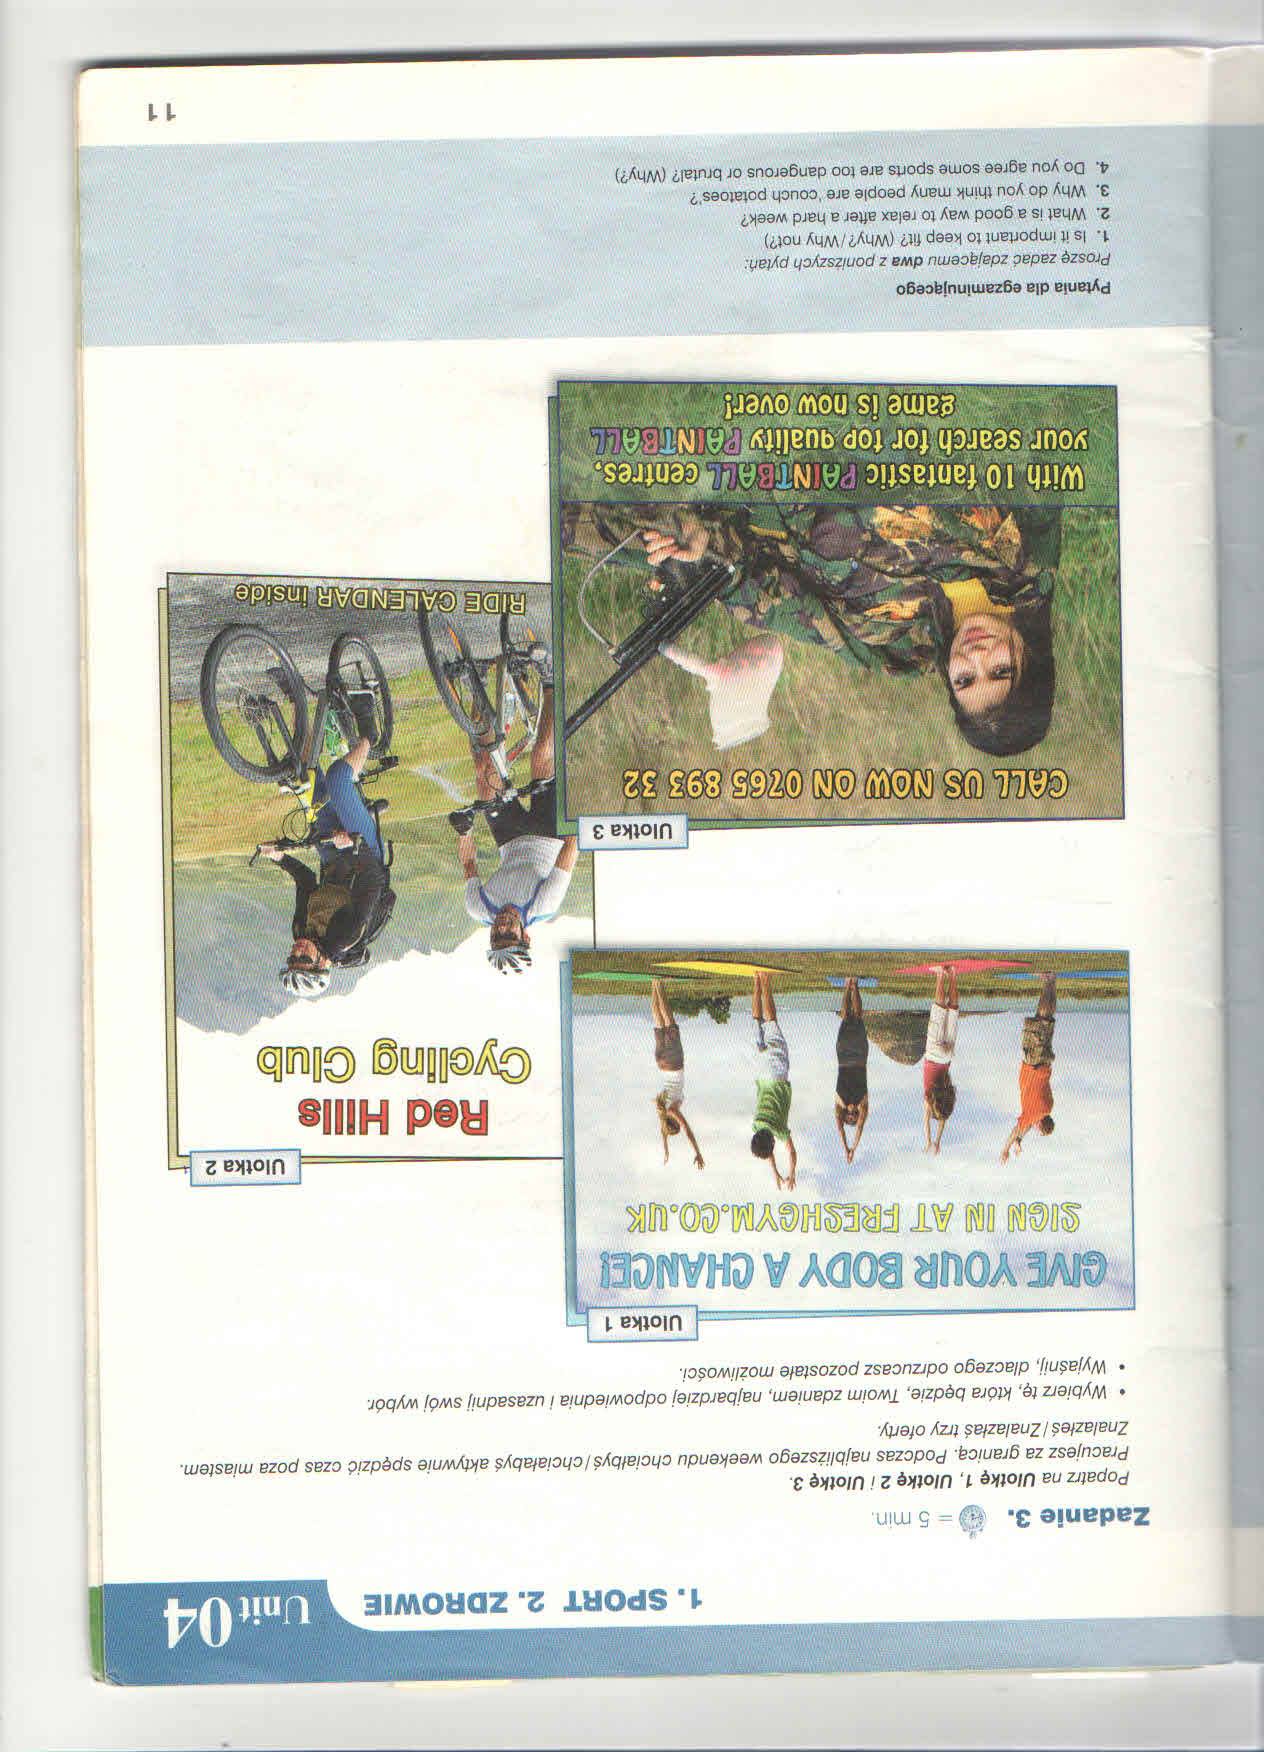 1. SPORT 2. ZDROWIE
Unit 04
Zadanie 3. = 5 min.
Popatrz na Ulotkę 1, Ulotkę 2 i Ulotkę 3.
Pracujesz za granicą. Podczas najbliższego weekendu chciałbyś/chciałabyś aktywnie spędzić czas poza miastem.
Znalazłeś/Znalazłaś trzy oferty.
• Wybierz tę, która będzie, Twoim zdaniem, najbardziej odpowiednia i uzasadnij swój wybór.
• Wyjaśnij, dlaczego odrzucasz pozostałe możliwości.
Ulotka 1
GIVE YOUR BODY A CHANCE!
SIGN IN AT FRESHGYM.CO.UK
Ulotka 2
Red Hills
Cycling Club
RIDE CALENDAR inside
Ulotka 3
CALL US NOW ON 0765 893 32
With 10 fantastic PAINTBALL centres,
your search for top quality PAINTBALL
game is now over!
Pytania dla egzaminującego
Proszę zadać zdającemu dwa z poniższych pytań:
1. Is it important to keep fit? (Why?/Why not?)
2. What is a good way to relax after a hard week?
3. Why do you think many people are 'couch potatoes'?
4. Do you agree some sports are too dangerous or brutal? (Why?)
11